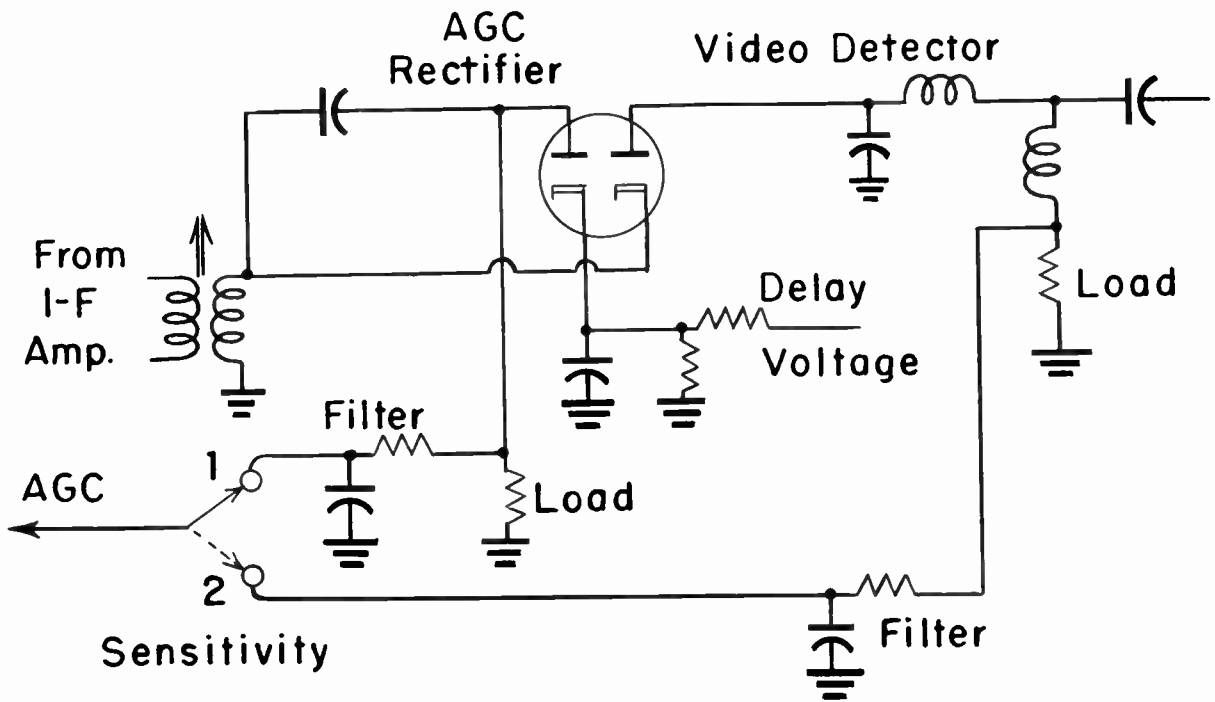 AGC
Rectifier
Video Detector
From
I-F
Amp.
Delay
Voltage
Load
Filter
1
AGC
Load
2
Sensitivity
Filter